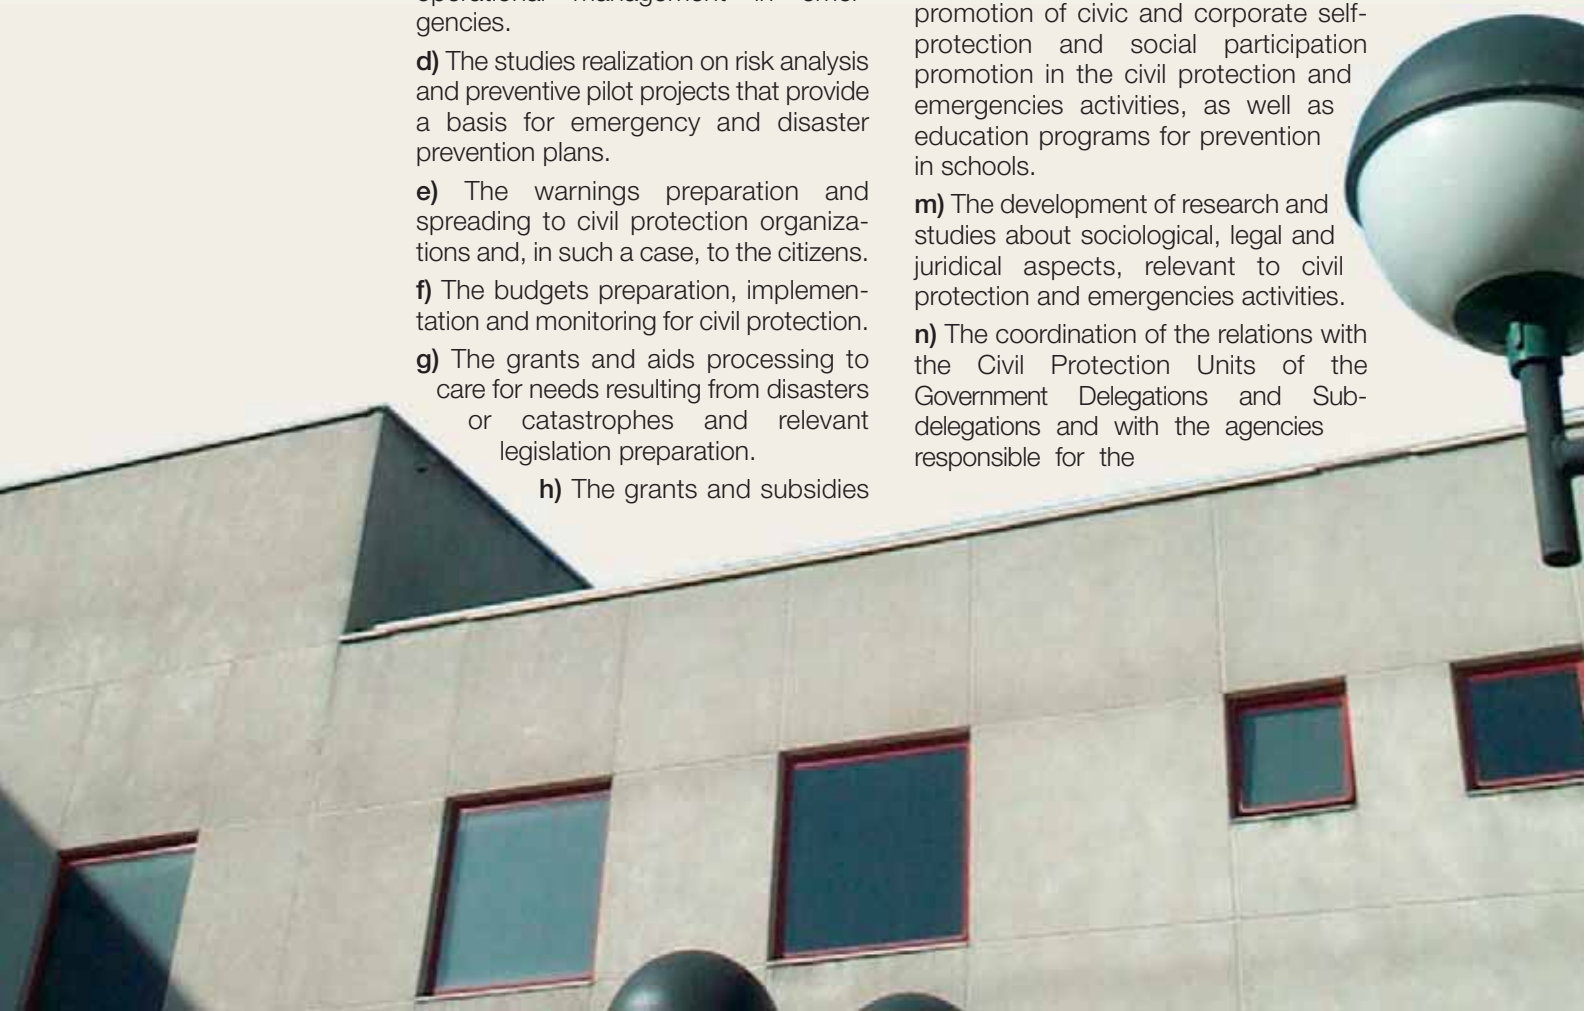 operational management in emer-
gencies.
d) The studies realization on risk analysis
and preventive pilot projects that provide
a basis for emergency and disaster
prevention plans.
e) The warnings preparation and
spreading to civil protection organiza-
tions and, in such a case, to the citizens.
f) The budgets preparation, implemen-
tation and monitoring for civil protection.
g) The grants and aids processing to
care for needs resulting from disasters
or catastrophes and relevant
legislation preparation.
h) The grants and subsidies
promotion of civic and corporate self-
protection and social participation
promotion in the civil protection and
emergencies activities, as well as
education programs for prevention
in schools.
m) The development of research and
studies about sociological, legal and
juridical aspects, relevant to civil
protection and emergencies activities.
n) The coordination of the relations with
the Civil Protection Units of the
Government Delegations and Sub-
delegations and with the agencies
responsible for the